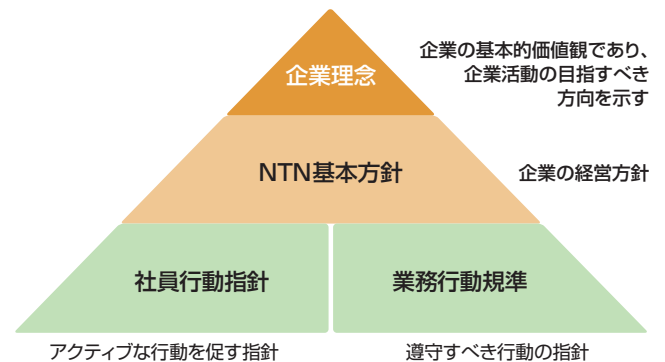 企業理念
企業の基本的価値観であり、
企業活動の目指すべき
方向を示す
NTN基本方針
企業の経営方針
社員行動指針
業務行動規準
アクティブな行動を促す指針
遵守すべき行動の指針